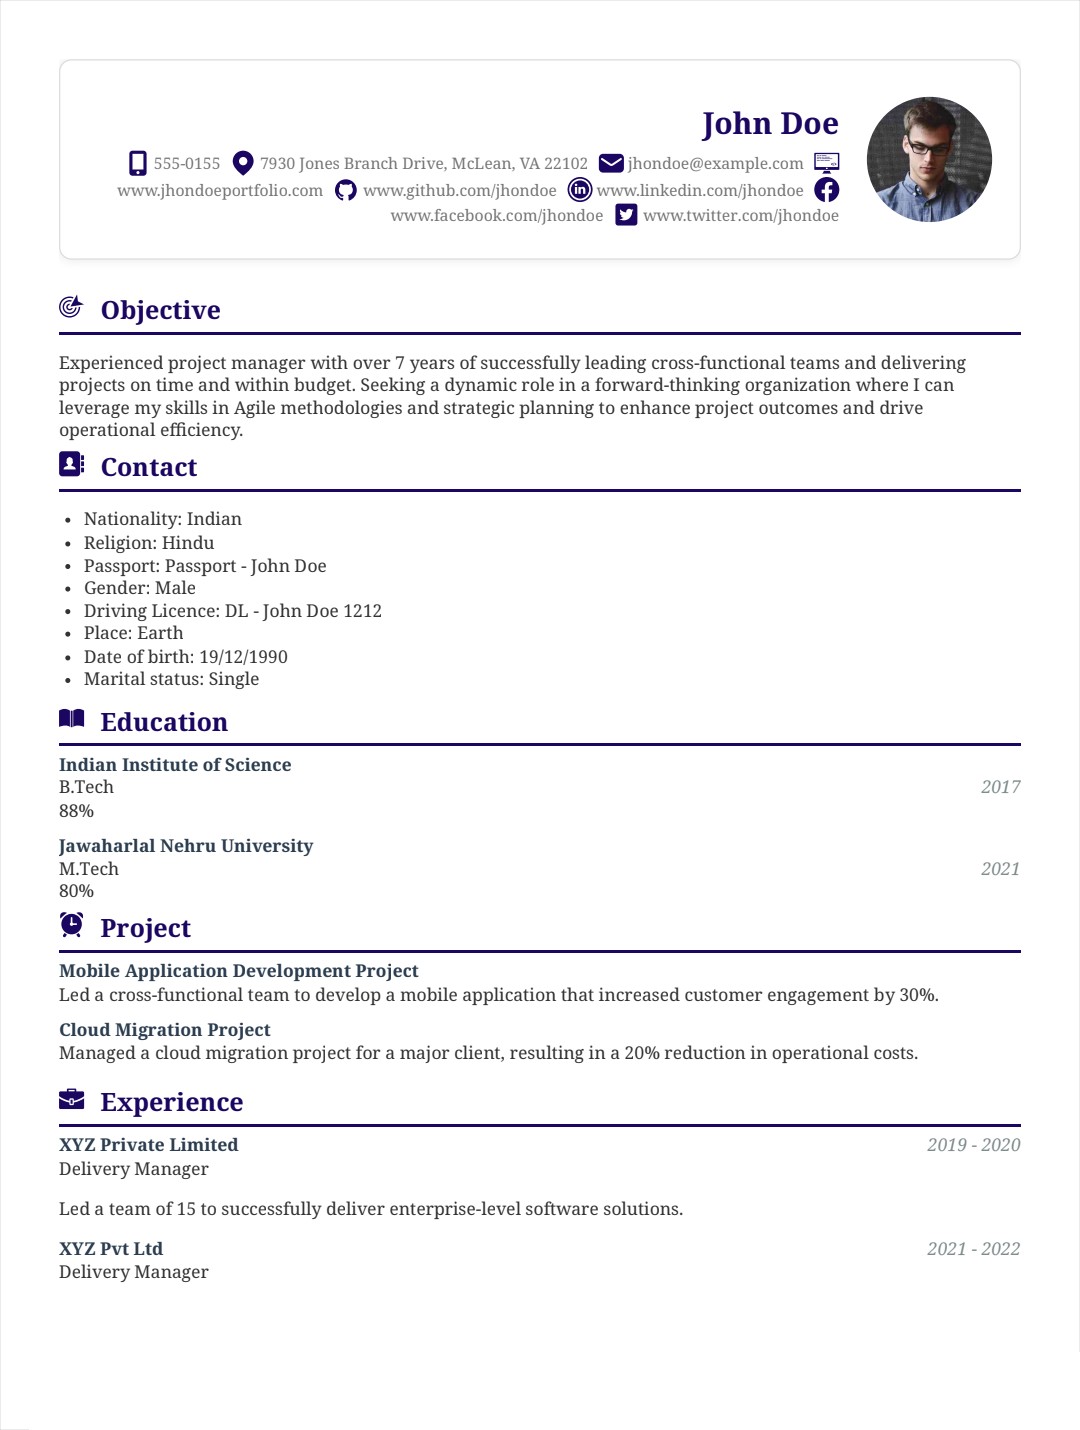 John Doe
555-0155 7930 Jones Branch Drive, McLean, VA 22102 jhondoe@example.com
www.jhondoeportfolio.com www.github.com/jhondoe www.linkedin.com/jhondoe
www.facebook.com/jhondoe www.twitter.com/jhondoe
Objective
Experienced project manager with over 7 years of successfully leading cross-functional teams and delivering
projects on time and within budget. Seeking a dynamic role in a forward-thinking organization where I can
leverage my skills in Agile methodologies and strategic planning to enhance project outcomes and drive
operational efficiency.
Contact
• Nationality: Indian
• Religion: Hindu
• Passport: Passport - John Doe
• Gender: Male
• Driving Licence: DL - John Doe 1212
• Place: Earth
• Date of birth: 19/12/1990
• Marital status: Single
Education
Indian Institute of Science
B.Tech 2017
88%
Jawaharlal Nehru University
M.Tech 2021
80%
Project
Mobile Application Development Project
Led a cross-functional team to develop a mobile application that increased customer engagement by 30%.
Cloud Migration Project
Managed a cloud migration project for a major client, resulting in a 20% reduction in operational costs.
Experience
XYZ Private Limited 2019 - 2020
Delivery Manager
Led a team of 15 to successfully deliver enterprise-level software solutions.
XYZ Pvt Ltd 2021 - 2022
Delivery Manager